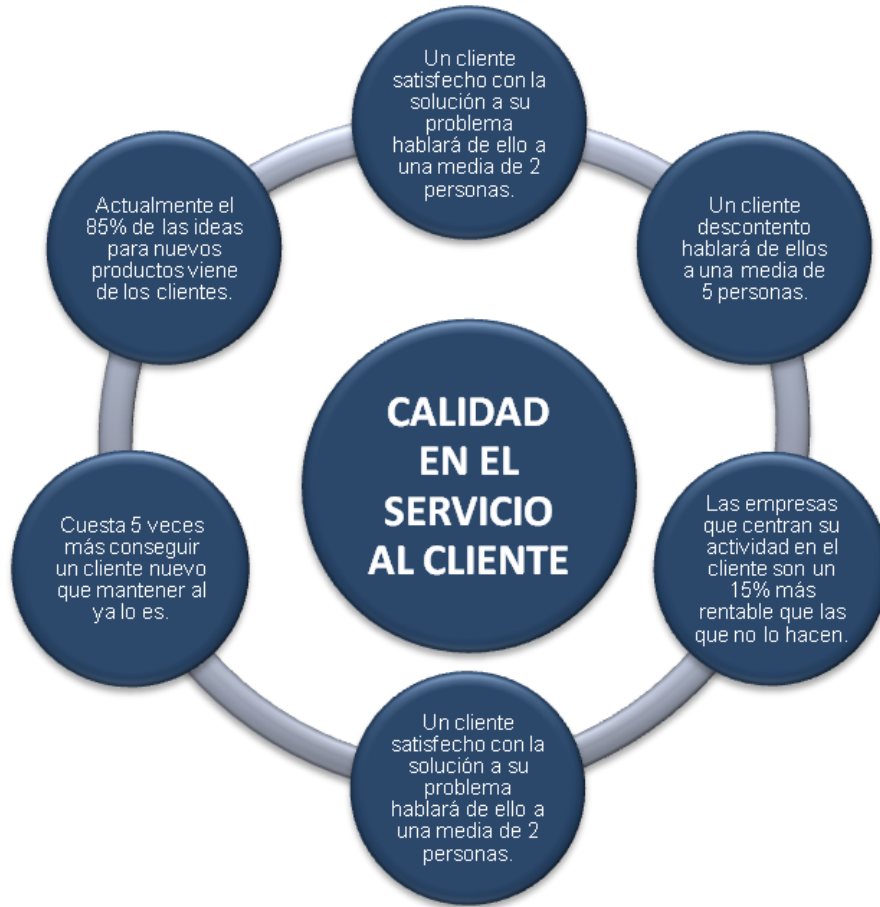 Un cliente
satisfecho con la
solución a su
problema
hablará de ello a
una media de 2
personas.
Un cliente
descontento
hablará de ellos
a una media de
5 personas.
Las empresas
que centran su
actividad en el
cliente son un
15% más
rentable que las
que no lo hacen.
Un cliente
satisfecho con la
solución a su
problema
hablará de ello a
una media de 2
personas.
Cuesta 5 veces
más conseguir
un cliente nuevo
que mantener al
ya lo es.
Actualmente el
85% de las ideas
para nuevos
productos viene
de los clientes.
CALIDAD
EN EL
SERVICIO
AL CLIENTE